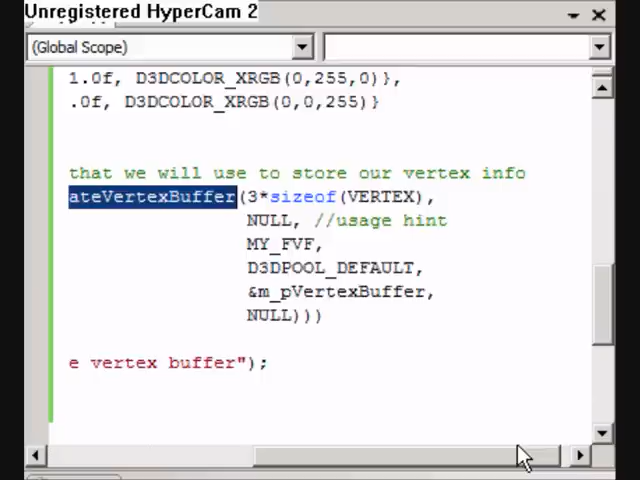 Unregistered HyperCam 2
(Global Scope)
1.0f, D3DCOLOR_XRGB(0,255,0)},
.0f, D3DCOLOR_XRGB(0,0,255)}
that we will use to store our vertex info
ateVertexBuffer(3*sizeof(VERTEX),
NULL, //usage hint
MY_FVF,
D3DPOOL_DEFAULT,
&m_pVertexBuffer,
NULL)))
e vertex buffer");